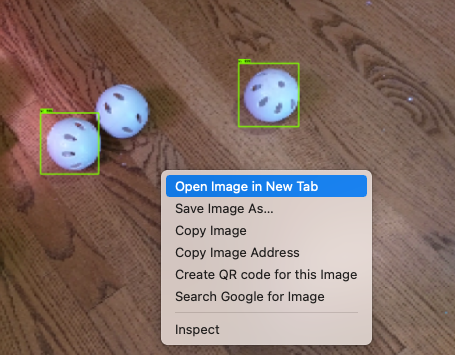 Open Image in New Tab
Save Image As...
Copy Image
Copy Image Address
Create QR code for this Image
Search Google for Image
Inspect